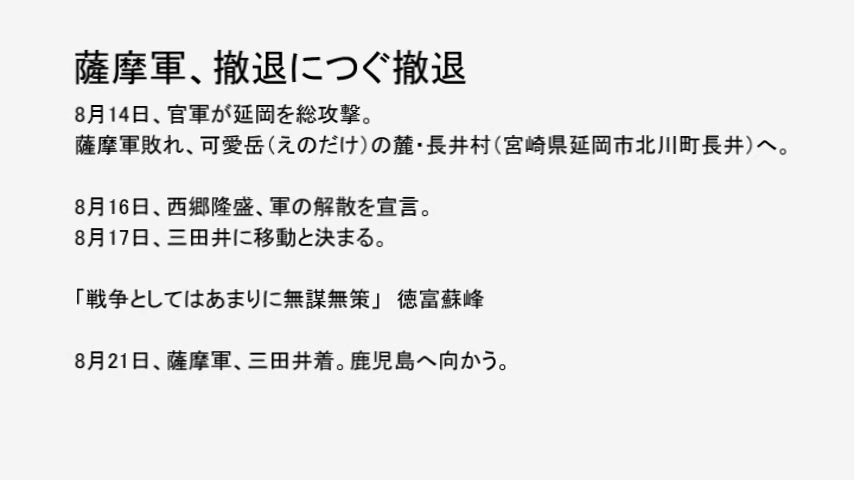 薩摩軍、撤退につぐ撤退
8月14日、官軍が延岡を総攻撃。
薩摩軍敗れ、可愛岳（えのだけ）の麓・長井村（宮崎県延岡市北川町長井）へ。
8月16日、西郷隆盛、軍の解散を宣言。
8月17日、三田井に移動と決まる。
「戦争としてはあまりに無謀無策」　徳富蘇峰
8月21日、薩摩軍、三田井着。鹿児島へ向かう。